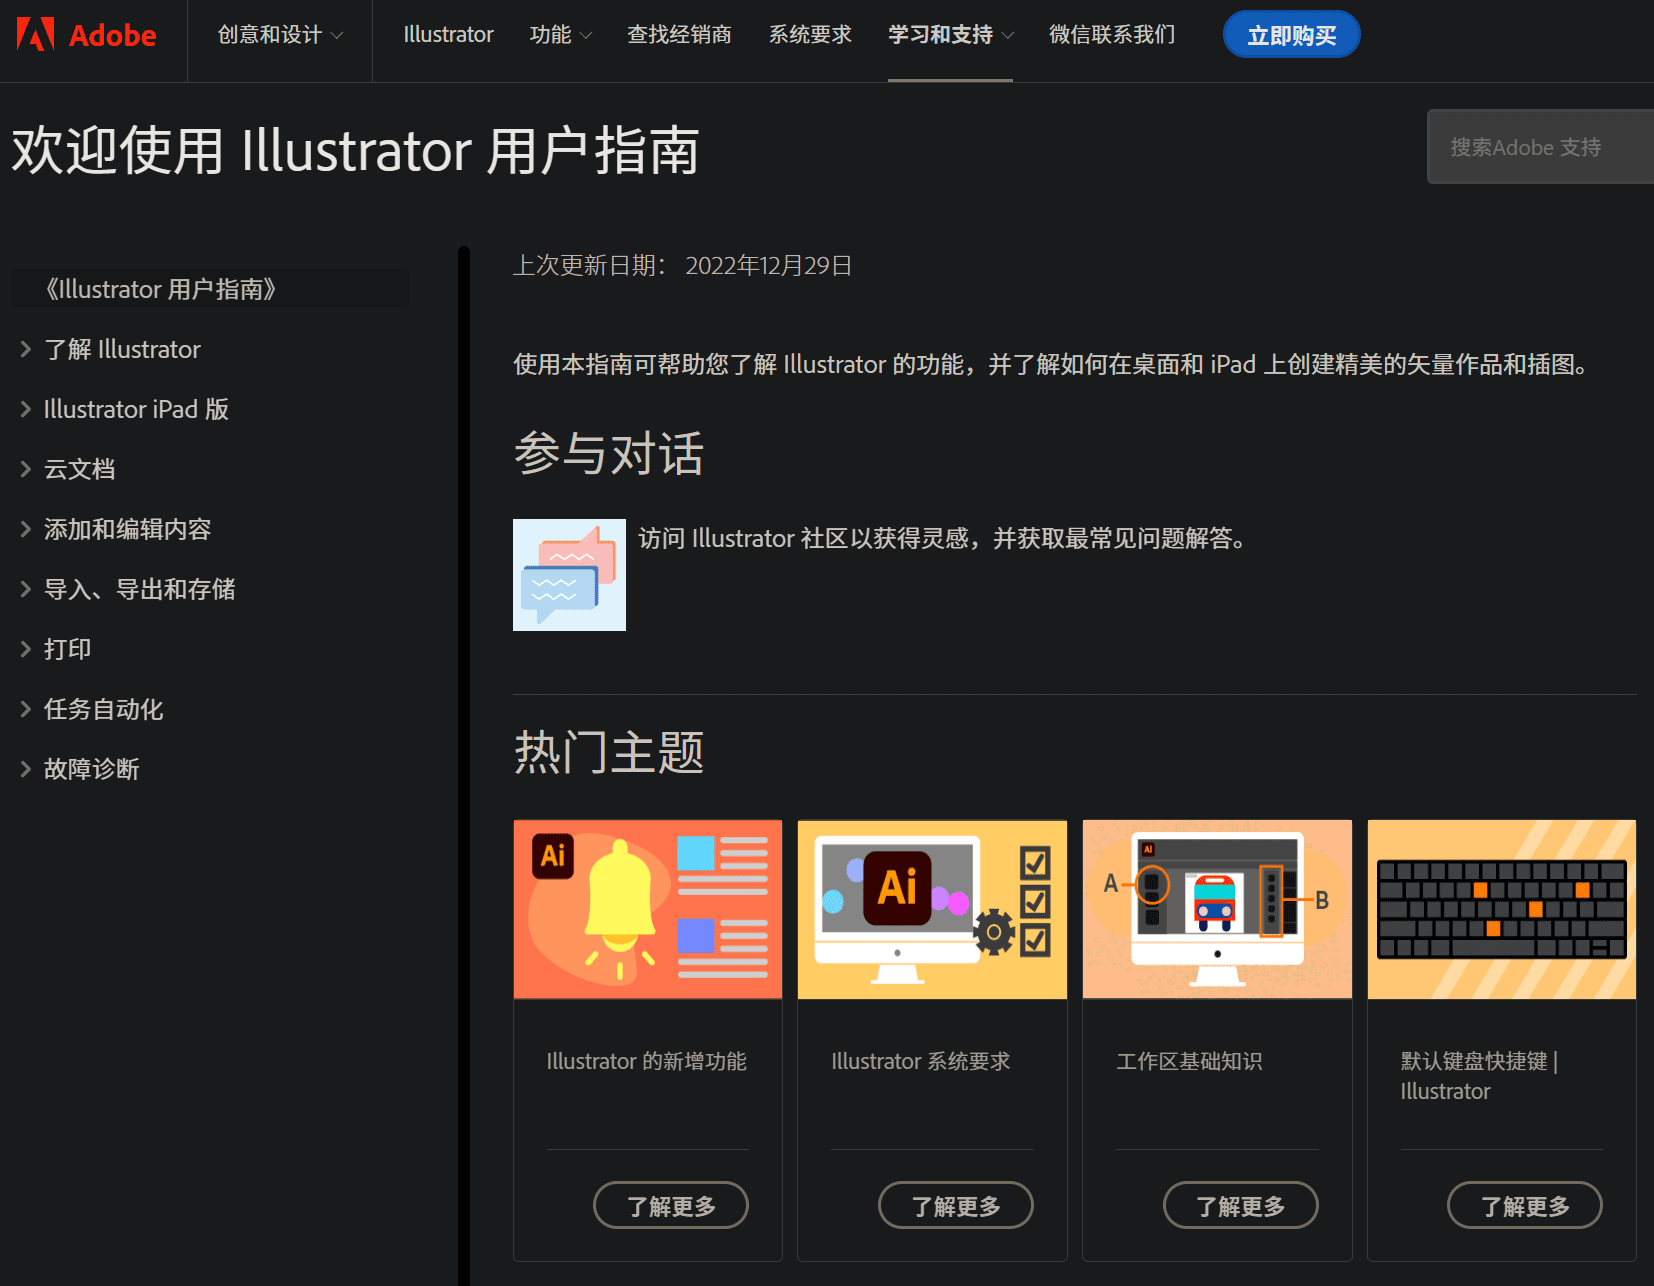 Adobe
创意和设计
Illustrator
功能
查找经销商
系统要求
学习和支持
微信联系我们
立即购买
欢迎使用 Illustrator 用户指南
搜索Adobe 支持
《Illustrator 用户指南》
了解 Illustrator
Illustrator iPad 版
云文档
添加和编辑内容
导入、导出和存储
打印
任务自动化
故障诊断
上次更新日期： 2022年12月29日
使用本指南可帮助您了解 Illustrator 的功能，并了解如何在桌面和 iPad 上创建精美的矢量作品和插图。
参与对话
访问 Illustrator 社区以获得灵感，并获取最常见问题解答。
热门主题
Ai
Illustrator 的新增功能
了解更多
Ai
Illustrator 系统要求
了解更多
Ai
A
B
工作区基础知识
了解更多
默认键盘快捷键 |
Illustrator
了解更多